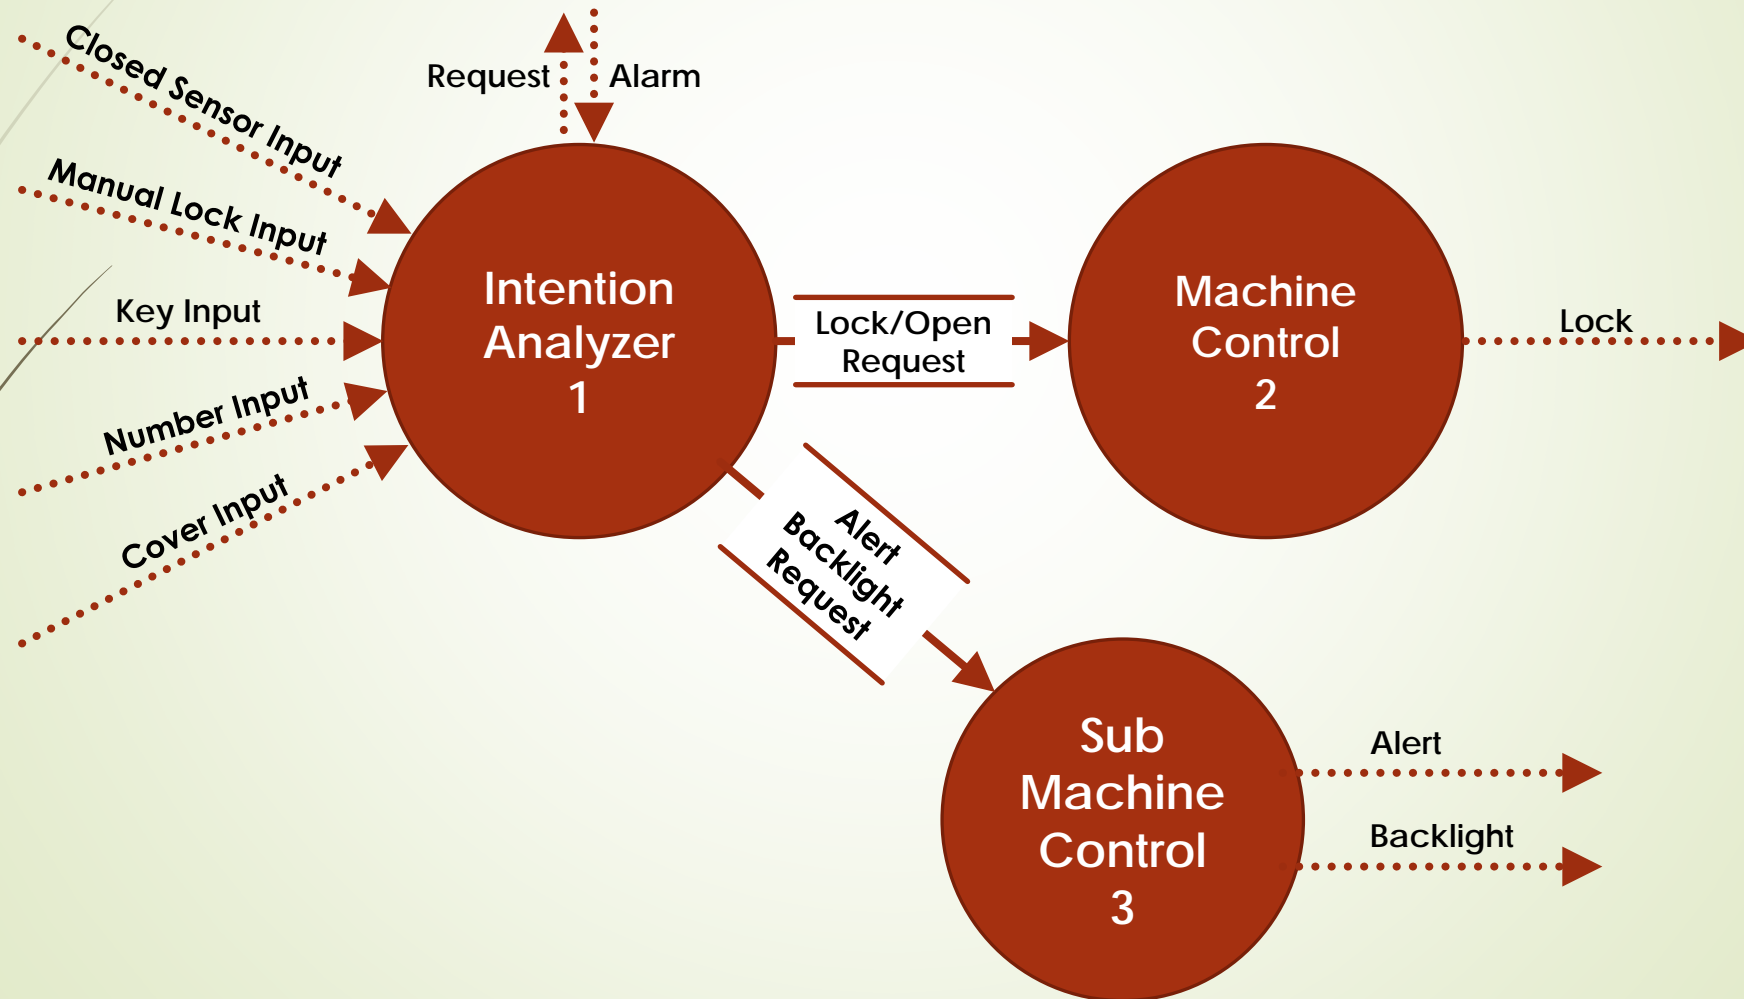 Closed Sensor Input
Manual Lock Input
Key Input
Number Input
Cover Input
Request
Alarm
Intention
Analyzer
1
Lock/Open
Request
Machine
Control
2
Lock
Alert
Backlight
Request
Sub
Machine
Control
3
Alert
Backlight